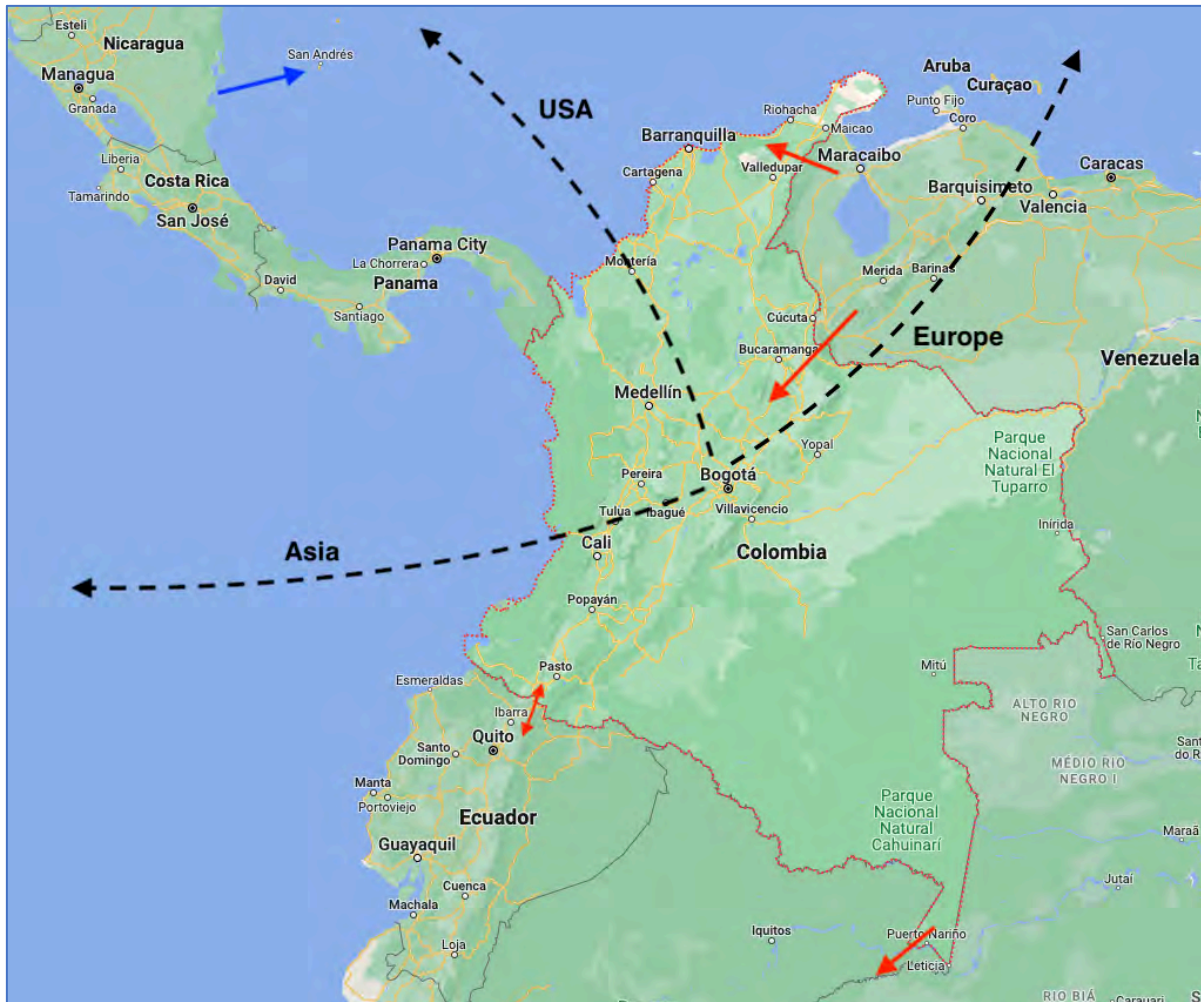 Esteli
Nicaragua
San Andrés
Managua
Granada
USA
Aruba
Curaçao
Punto Fijo
Coro
Riohacha
Maicao
Barranquilla
Maracaibo
Caracas
Liberia
Cartagena
Valledupar
Costa Rica
Tamarindo
Barquisimeto
Valencia
San José
Panama City
La Chorrera
Montería
David
Panama
Merida
Barinas
Santiago
Cúcuta
Europe
Bucaramanga
Venezuela
Medellín
Yopal
Parque
Nacional
Natural El
Tuparro
Pereira
Bogotá
Tulua
Ibagué
Villavicencio
Inírida
Asia
Cali
Colombia
Popayán
San Carlos
de Río Negro
Mitú
Pasto
Esmeraldas
ALTO RIO
NEGRO
Ibarra
Quito
Santo
Domingo
MÉDIO RIO
NEGRO I
Manta
Portoviejo
Parque
Nacional
Natural
Cahuinarí
Ecuador
Maraã
Guayaquil
Cuenca
Jutaí
Machala
Iquitos
Puerto Nariño
Loja
Leticia
RIO BIÁ
Carauari